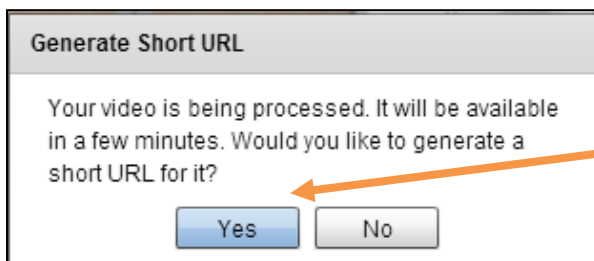 Generate Short URL
Your video is being processed. It will be available
in a few minutes. Would you like to generate a
short URL for it?
Yes No